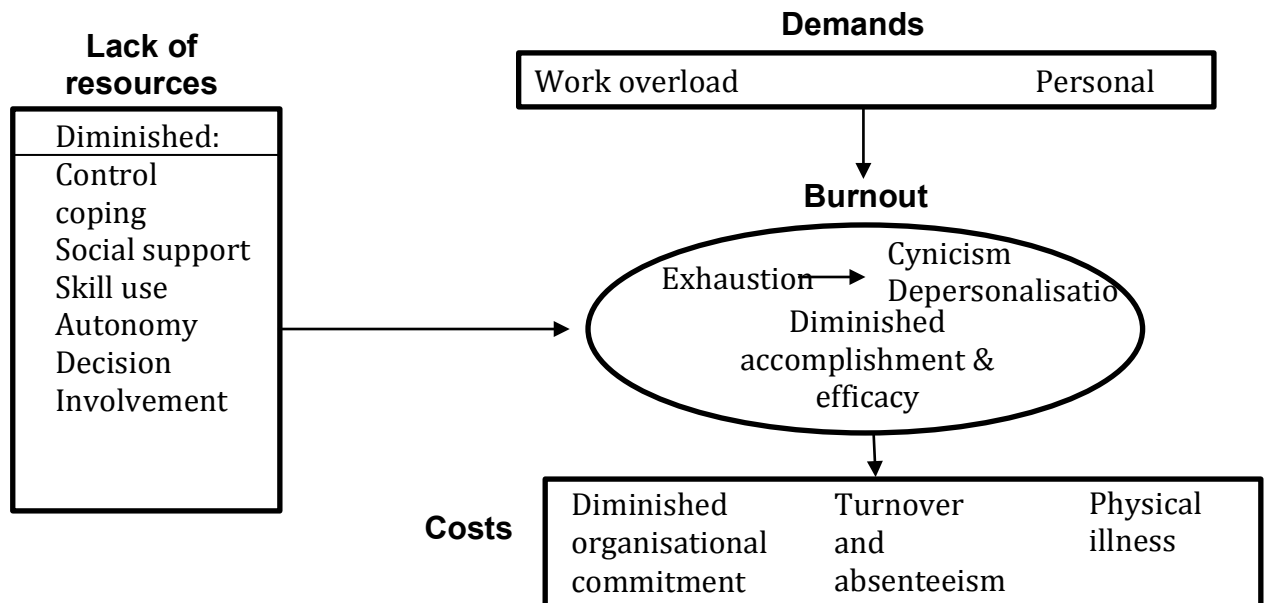 Lack of
resources
Diminished:
Control
coping
Social support
Skill use
Autonomy
Decision
Involvement
Demands
Work overload Personal
Burnout
Exhaustion
Cynicism
Depersonalisatio
Diminished
accomplishment &
efficacy
Costs
Diminished
organisational
commitment
Turnover
and
absenteeism
Physical
illness